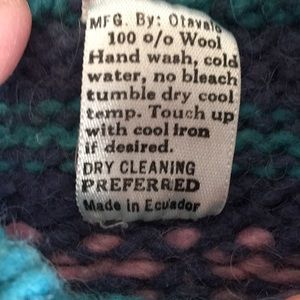 MFG. By: Otavalo
100 o/o Wool
Hand wash, cold
water, no bleach
tumble dry cool
temp. Touch up
with cool iron
if desired.
DRY CLEANING
PREFERRED
Made in Ecuador